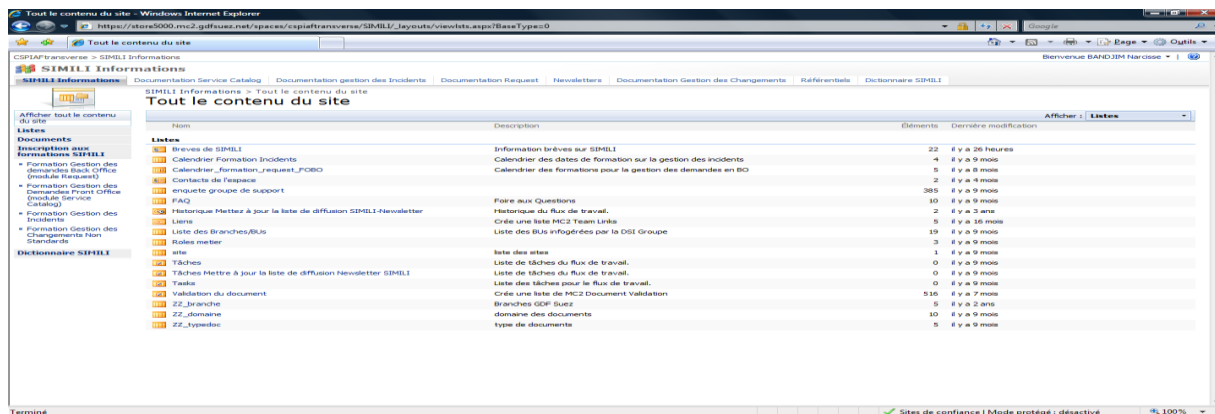 Tout le contenu du site - Windows Internet Explorer
https://store5000.mc2.gdfsuez.net/spaces/cspiaftransverse/SIMILI/_layouts/viewlsts.aspx?BaseType=0
Google
Tout le contenu du site
Page Outils
CSPIAFtransverse > SIMILI Informations
Bienvenue BANDJIM Narcisse
SIMILI Informations
SIMILI Informations Documentation Service Catalog Documentation gestion des Incidents Documentation Request Newsletters Documentation Gestion des Changements Référentiels Dictionnaire SIMILI
SIMILI Informations > Tout le contenu du site
Tout le contenu du site
Afficher tout le contenu du site
Listes
Documents
Inscription aux formations SIMILI
Formation Gestion des demandes Back Office (module Request)
Formation Gestion des Demandes Front Office (module Service Catalog)
Formation Gestion des Incidents
Formation Gestion des Changements Non Standards
Dictionnaire SIMILI
Afficher : Listes
Nom Description Éléments Dernière modification
Listes
Breves de SIMILI Information brèves sur SIMILI 22 il y a 26 heures
Calendrier Formation Incidents Calendrier des dates de formation sur la gestion des incidents 4 il y a 9 mois
Calendrier_formation_request_FOBO Calendrier des formations pour la gestion des demandes en BO 5 il y a 8 mois
Contacts de l'espace 2 il y a 4 mois
enquete groupe de support 385 il y a 9 mois
FAQ Foire aux Questions 10 il y a 9 mois
Historique Mettez à jour la liste de diffusion SIMILI-Newsletter Historique du flux de travail. 2 il y a 3 ans
Liens Crée une liste MC2 Team Links 5 il y a 16 mois
Liste des Branches/BUs Liste des BUs infogérées par la DSI Groupe 19 il y a 9 mois
Roles metier 3 il y a 9 mois
site liste des sites 1 il y a 9 mois
Tâches Liste de tâches du flux de travail. 0 il y a 9 mois
Tâches Mettre à jour la liste de diffusion Newsletter SIMILI Liste de tâches du flux de travail. 0 il y a 9 mois
Tasks Liste des tâches pour le flux de travail. 0 il y a 9 mois
Validation du document Crée une liste de MC2 Document Validation 516 il y a 7 mois
ZZ_branche Branches GDF Suez 5 il y a 2 ans
ZZ_domaine domaine des documents 10 il y a 9 mois
ZZ_typedoc type de documents 5 il y a 9 mois
Terminé
Sites de confiance | Mode protégé : désactivé
100%